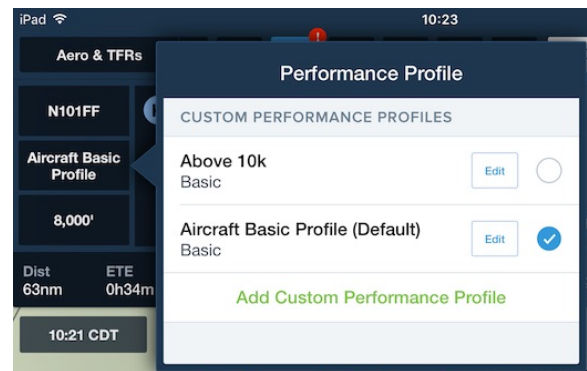 iPad
10:23
Aero & TFRs
!
Performance Profile
N101FF
CUSTOM PERFORMANCE PROFILES
Aircraft Basic
Profile
Above 10k
Basic
Edit
8,000'
Aircraft Basic Profile (Default)
Basic
Edit
Dist
ETE
63nm
0h34m
Add Custom Performance Profile
10:21 CDT